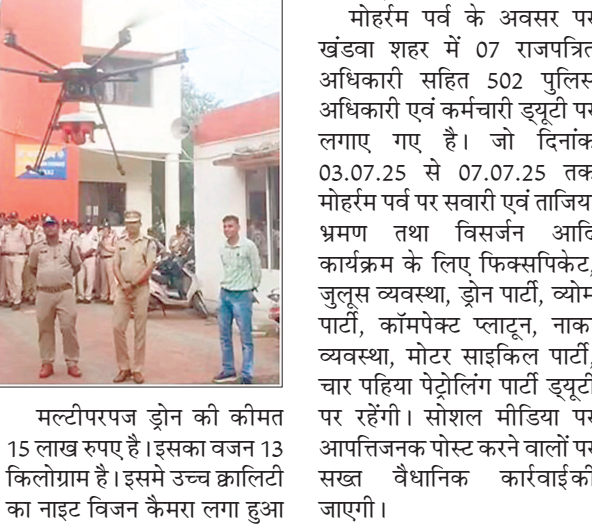 मल्टीपरपज ड्रोन की कीमत
15 लाख रुपए है। इसका वजन 13
किलोग्राम है। इसमे उच्च क्वालिटी
का नाइट विजन कैमरा लगा हुआ
मोहर्रम पर्व के अवसर पर
खंडवा शहर में 07 राजपत्रित
अधिकारी सहित 502 पुलिस
अधिकारी एवं कर्मचारी ड्यूटी पर
लगाए गए है। जो दिनांक
03.07.25 से 07.07.25 तक
मोहर्रम पर्व पर सवारी एवं ताजिया
भ्रमण तथा विसर्जन आदि
कार्यक्रम के लिए फिक्सपिकेट,
जुलूस व्यवस्था, ड्रोन पार्टी, व्योम
पार्टी, कॉमपेक्ट प्लाटून, नाका
व्यवस्था, मोटर साइकिल पार्टी,
चार पहिया पेट्रोलिंग पार्टी ड्यूटी
पर रहेंगी। सोशल मीडिया पर
आपत्तिजनक पोस्ट करने वालों पर
सख्त वैधानिक कार्रवाईकी
जाएगी।